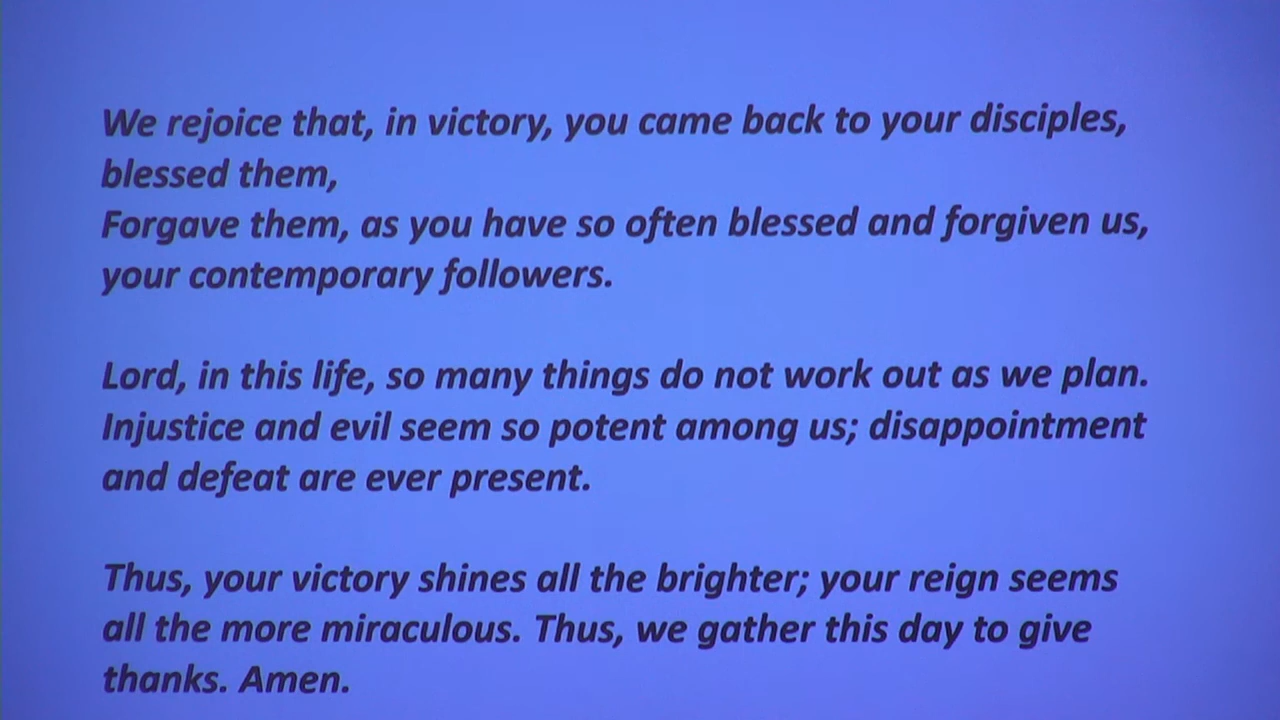 We rejoice that, in victory, you came back to your disciples,
blessed them,
Forgave them, as you have so often blessed and forgiven us,
your contemporary followers.
Lord, in this life, so many things do not work out as we plan.
Injustice and evil seem so potent among us; disappointment
and defeat are ever present.
Thus, your victory shines all the brighter; your reign seems
all the more miraculous. Thus, we gather this day to give
thanks. Amen.